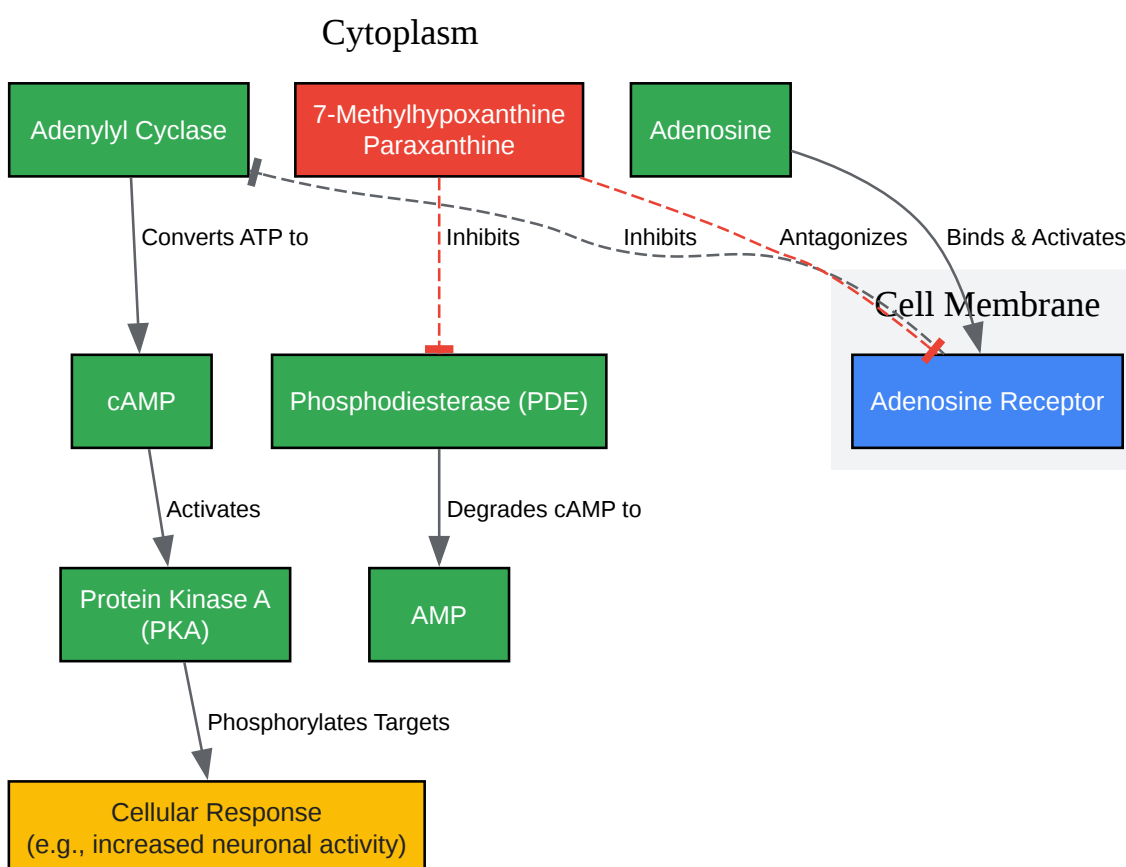 Cytoplasm
Adenylyl Cyclase
7-Methylhypoxanthine
Paraxanthine
Adenosine
Converts ATP to
Inhibits
Inhibits
Antagonizes
Binds & Activates
Cell Membrane
cAMP
Phosphodiesterase (PDE)
Adenosine Receptor
Activates
Degrades cAMP to
Protein Kinase A
(PKA)
AMP
Phosphorylates Targets
Cellular Response
(e.g., increased neuronal activity)